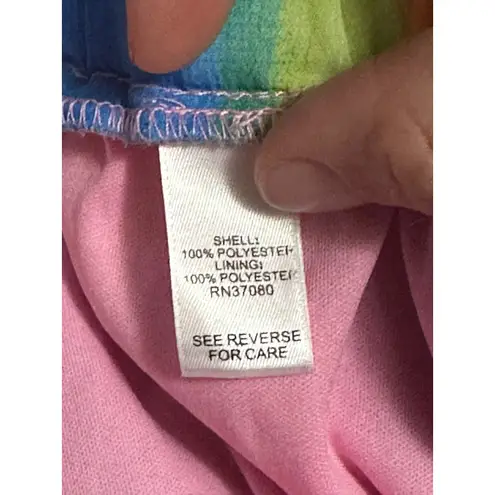 SHELL:
100% POLYESTER
LINING:
100% POLYESTER
RN37080
SEE REVERSE
FOR CARE